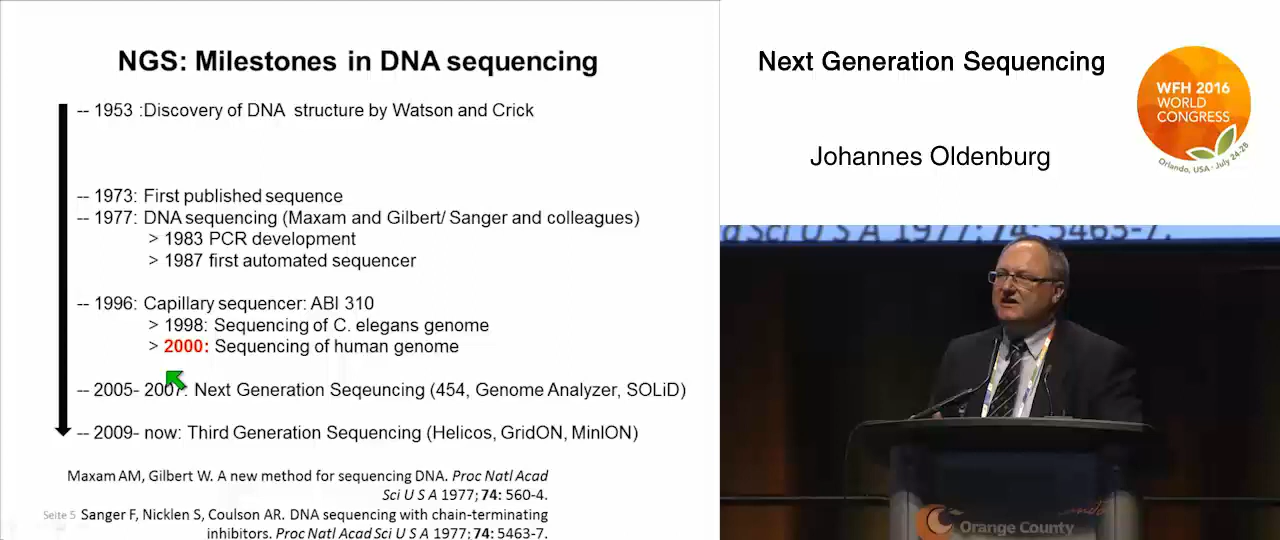 NGS: Milestones in DNA sequencing
-- 1953 :Discovery of DNA structure by Watson and Crick
-- 1973: First published sequence
-- 1977: DNA sequencing (Maxam and Gilbert/ Sanger and colleagues)
> 1983 PCR development
> 1987 first automated sequencer
-- 1996: Capillary sequencer: ABI 310
> 1998: Sequencing of C. elegans genome
> 2000: Sequencing of human genome
-- 2005- 2007: Next Generation Seqeuncing (454, Genome Analyzer, SOLiD)
-- 2009- now: Third Generation Sequencing (Helicos, GridON, MinION)
Maxam AM, Gilbert W. A new method for sequencing DNA. Proc Natl Acad
Sci U S A 1977; 74: 560-4.
Seite 5
Sanger F, Nicklen S, Coulson AR. DNA sequencing with chain-terminating
inhibitors. Proc Natl Acad Sci U S A 1977; 74: 5463-7.
Next Generation Sequencing
Johannes Oldenburg
WFH 2016
WORLD
CONGRESS
Orlando, USA · July 24-28
d Sci U S A 1977; 74: 5463-7.
Orange County